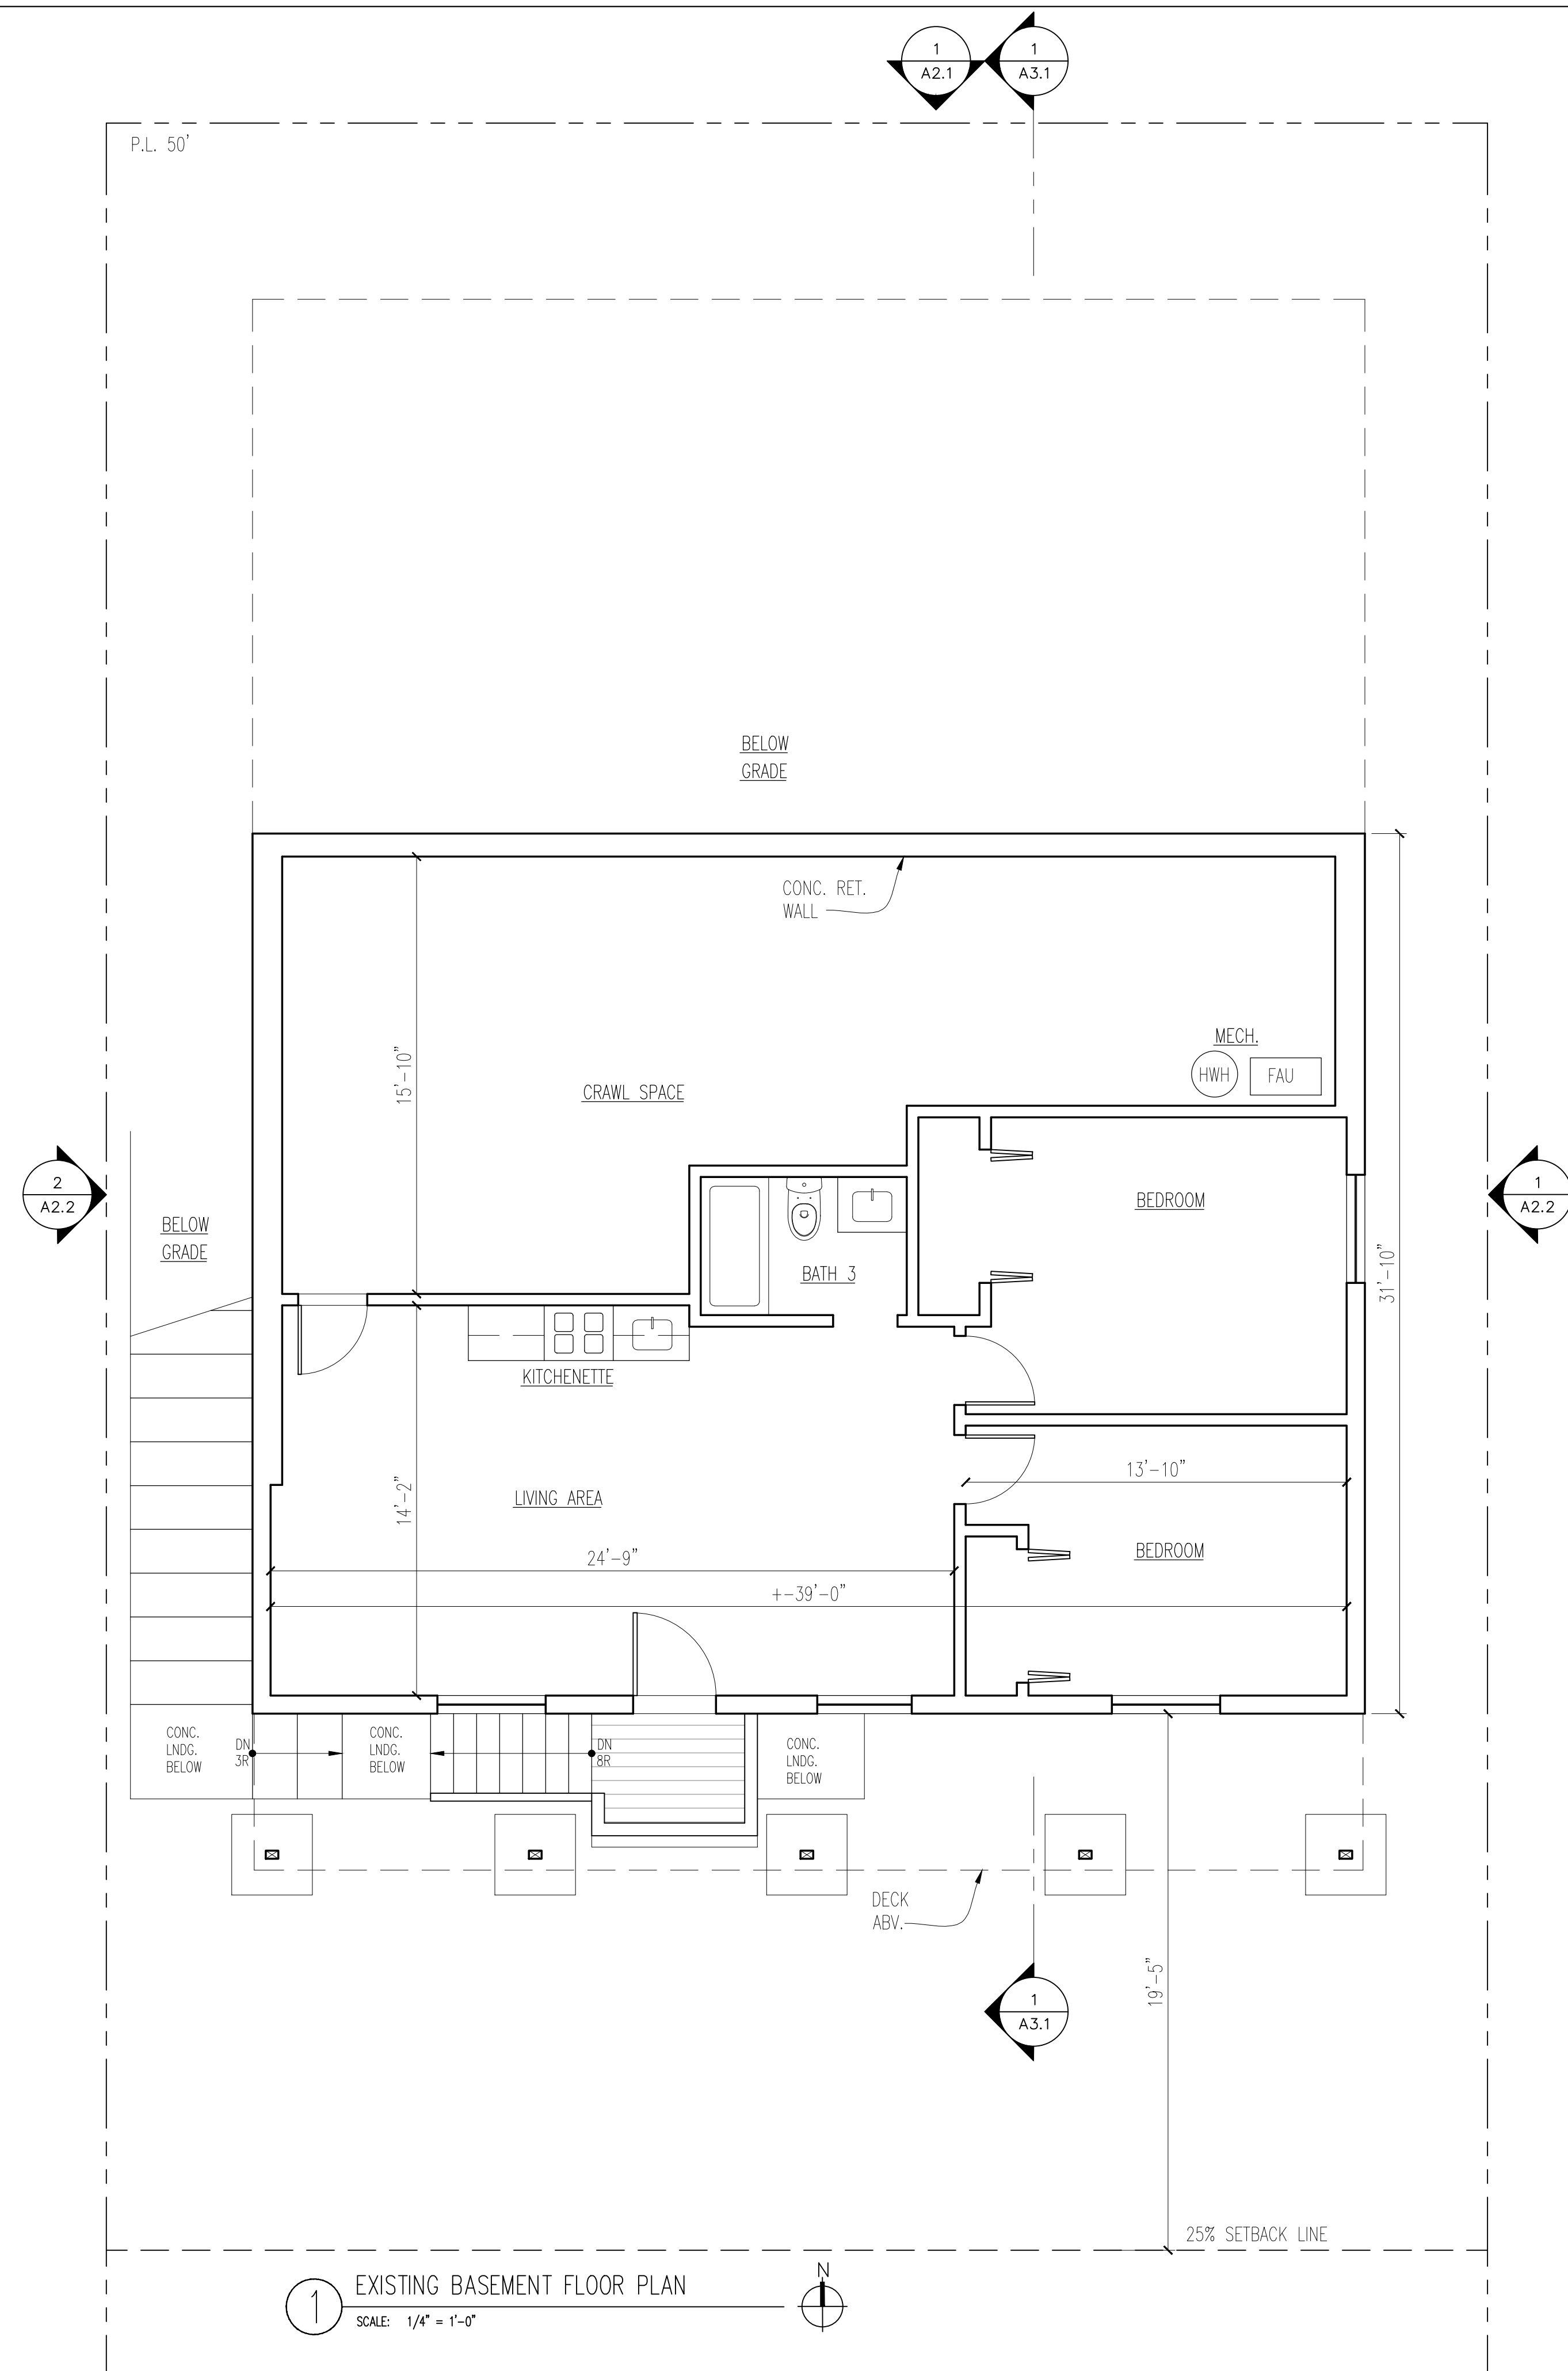 1
A2.1
1
A3.1
P.L. 50'
BELOW
GRADE
CONC. RET.
WALL
MECH.
HWH
FAU
15'-10"
CRAWL SPACE
2
A2.2
1
A2.2
BELOW
GRADE
BEDROOM
BATH 3
31'-10"
KITCHENETTE
13'-10"
14'-2"
LIVING AREA
BEDROOM
24'-9"
+-39'-0"
CONC.
LNDG.
BELOW
DN
3R
CONC.
LNDG.
BELOW
DN
8R
CONC.
LNDG.
BELOW
DECK
ABV.
19'-5"
1
A3.1
25% SETBACK LINE
1
EXISTING BASEMENT FLOOR PLAN
SCALE: 1/4" = 1'-0"
N